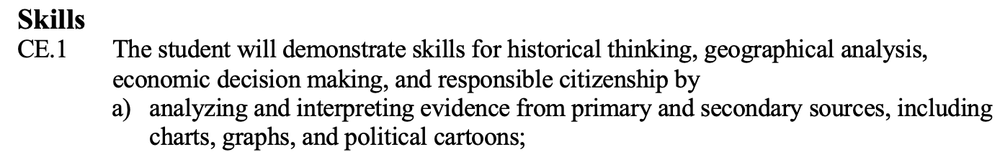 Skills
CE.1 The student will demonstrate skills for historical thinking, geographical analysis,
economic decision making, and responsible citizenship by
a) analyzing and interpreting evidence from primary and secondary sources, including
charts, graphs, and political cartoons;